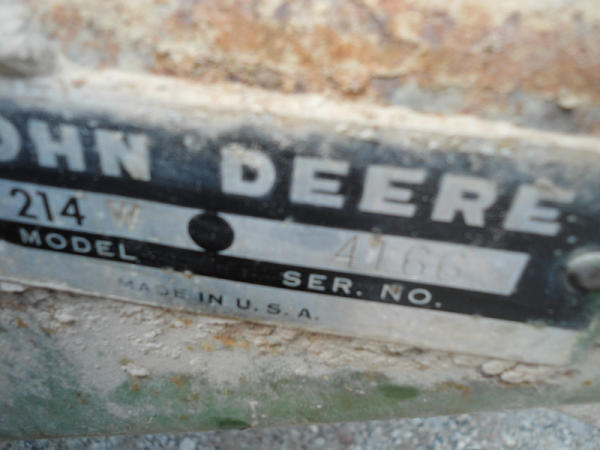 OHN DEERE
214 W 4166
MODEL SER. NO.
MADE IN U.S.A.